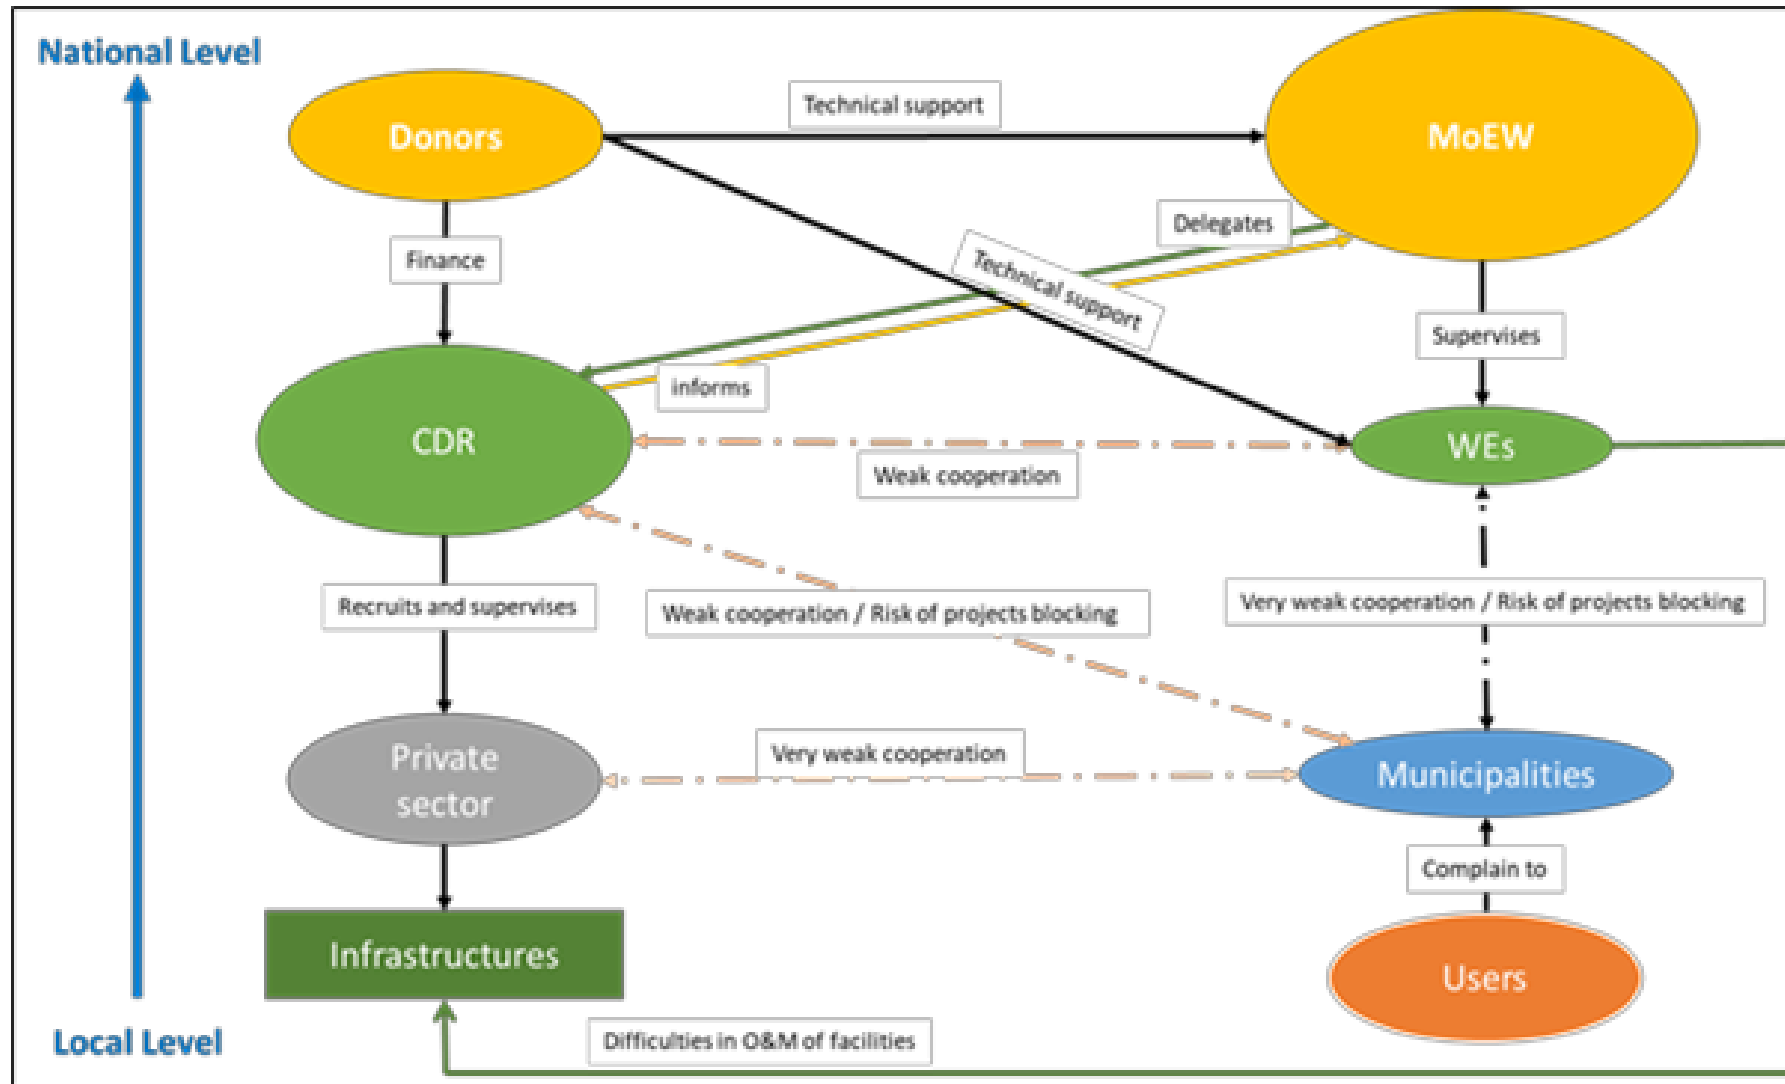 National Level
Technical support
Donors
MoEW
Delegates
Finance
Technical support
Supervises
informs
CDR
WEs
Weak cooperation
Recruits and supervises
Weak cooperation / Risk of projects blocking
Very weak cooperation / Risk of projects blocking
Private
sector
Very weak cooperation
Municipalities
Complain to
Infrastructures
Users
Local Level
Difficulties in O&M of facilities